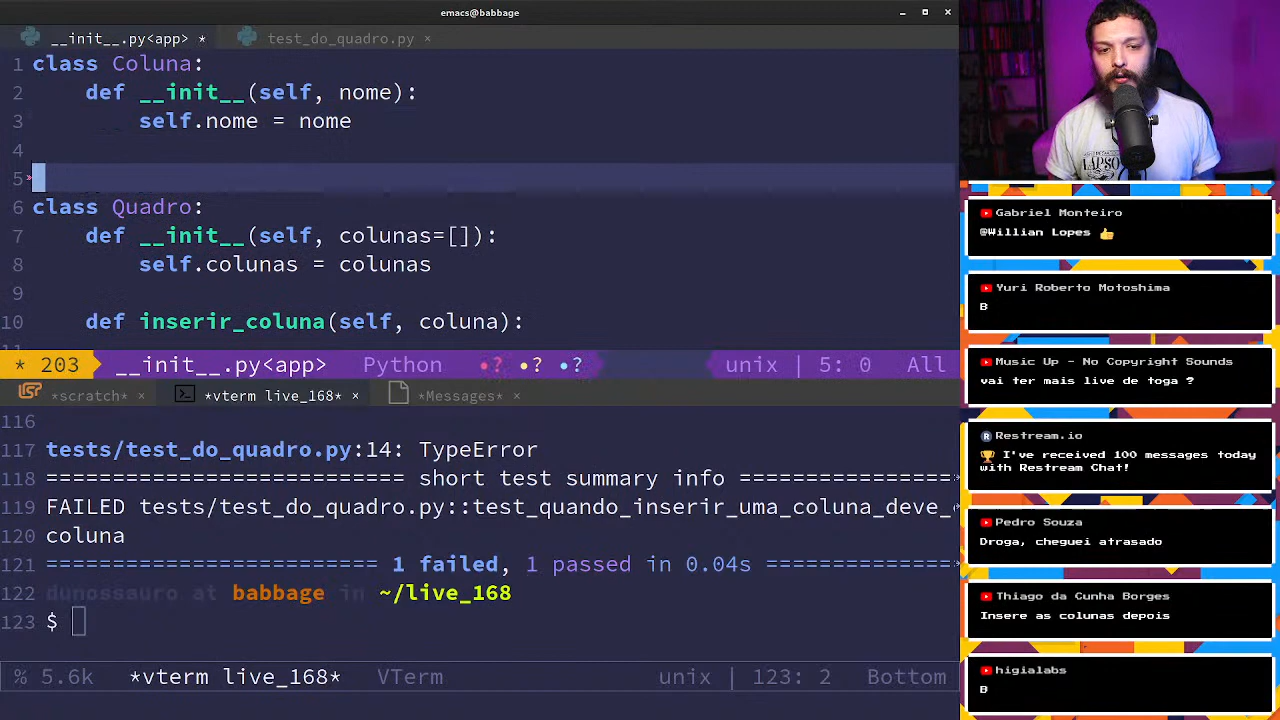 emacs@babbage
__init__.py<app> * test_do_quadro.py ×
1 class Coluna:
2 def __init__(self, nome):
3 self.nome = nome
4
5
6 class Quadro:
7 def __init__(self, colunas=[]):
8 self.colunas = colunas
9
10 def inserir_coluna(self, coluna):
* 203 __init__.py<app> Python •? •? •? unix | 5: 0 All
*scratch* × *vterm live_168* × *Messages* ×
116
117 tests/test_do_quadro.py:14: TypeError
118 =========================== short test summary info =================
119 FAILED tests/test_do_quadro.py::test_quando_inserir_uma_coluna_deve_
120 coluna
121 ========================= 1 failed, 1 passed in 0.04s ===============
122 dunossauro at babbage in ~/live_168
123 $
% 5.6k *vterm live_168* VTerm unix | 123: 2 Bottom
LAPSO
Gabriel Monteiro
@Willian Lopes 👍
Yuri Roberto Motoshima
B
Music Up - No Copyright Sounds
vai ter mais live de toga ?
Restream.io
🏆 I've received 100 messages today
with Restream Chat!
Pedro Souza
Droga, cheguei atrasado
Thiago da Cunha Borges
Insere as colunas depois
higialabs
B